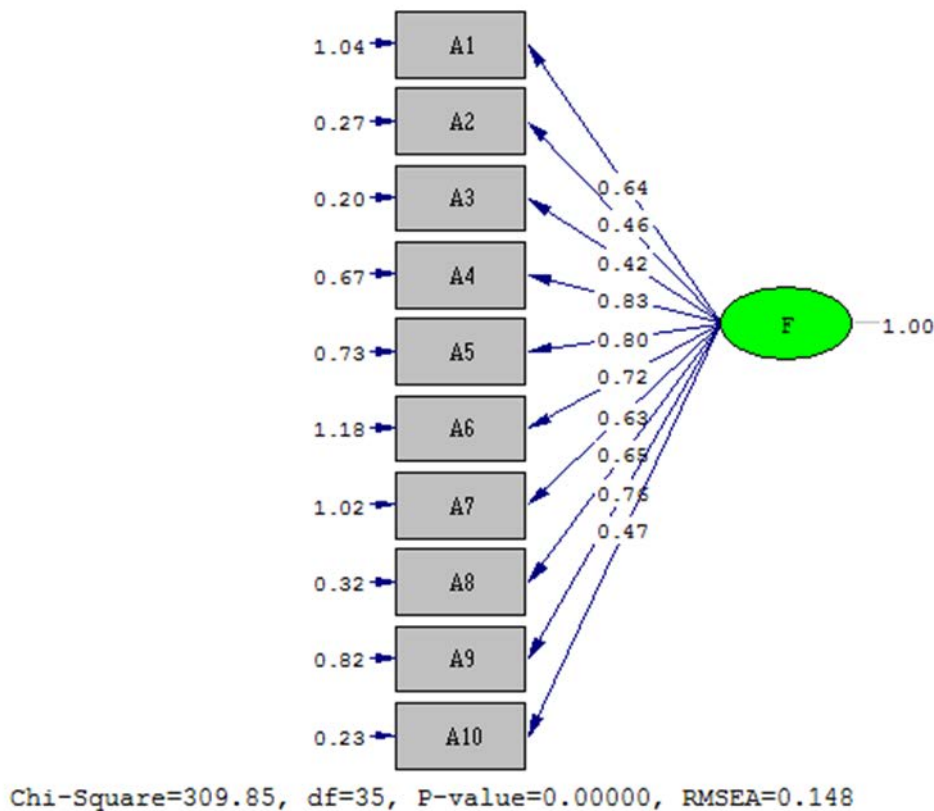 1.04 A1
0.27 A2
0.64
0.20 A3
0.46
0.42
0.67 A4
0.83
F 1.00
0.73 A5
0.80
0.72
1.18 A6
0.63
0.65
1.02 A7
0.76
0.47
0.32 A8
0.82 A9
0.23 A10
Chi-Square=309.85, df=35, P-value=0.00000, RMSEA=0.148